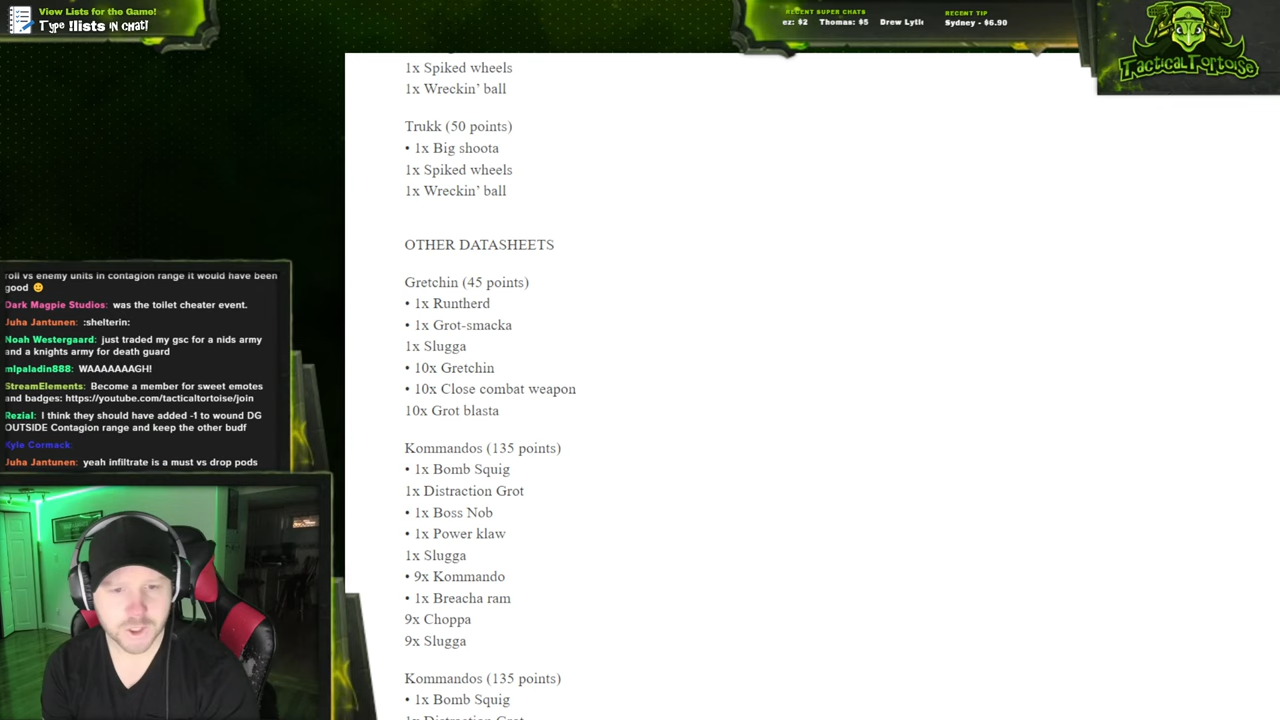 View Lists for the Game!
Type !lists in chat!
RECENT SUPER CHATS
ez: $2 Thomas: $5 Drew Lytle
RECENT TIP
Sydney - $6.90
TacticalTortoise
1x Spiked wheels
1x Wreckin’ ball
Trukk (50 points)
• 1x Big shoota
1x Spiked wheels
1x Wreckin’ ball
OTHER DATASHEETS
Gretchin (45 points)
• 1x Runtherd
• 1x Grot-smacka
1x Slugga
• 10x Gretchin
• 10x Close combat weapon
10x Grot blasta
Kommandos (135 points)
• 1x Bomb Squig
1x Distraction Grot
• 1x Boss Nob
• 1x Power klaw
1x Slugga
• 9x Kommando
• 1x Breacha ram
9x Choppa
9x Slugga
Kommandos (135 points)
• 1x Bomb Squig
1x Distraction Grot
roll vs enemy units in contagion range it would have been
good 🙂
Dark Magpie Studios: was the toilet cheater event.
Juha Jantunen: :shelterin:
Noah Westergaard: just traded my gsc for a nids army
and a knights army for death guard
mlpaladin888: WAAAAAAGH!
StreamElements: Become a member for sweet emotes
and badges: https://youtube.com/tacticaltortoise/join
Rezial: I think they should have added -1 to wound DG
OUTSIDE Contagion range and keep the other budf
Kyle Cormack:
Juha Jantunen: yeah infiltrate is a must vs drop pods